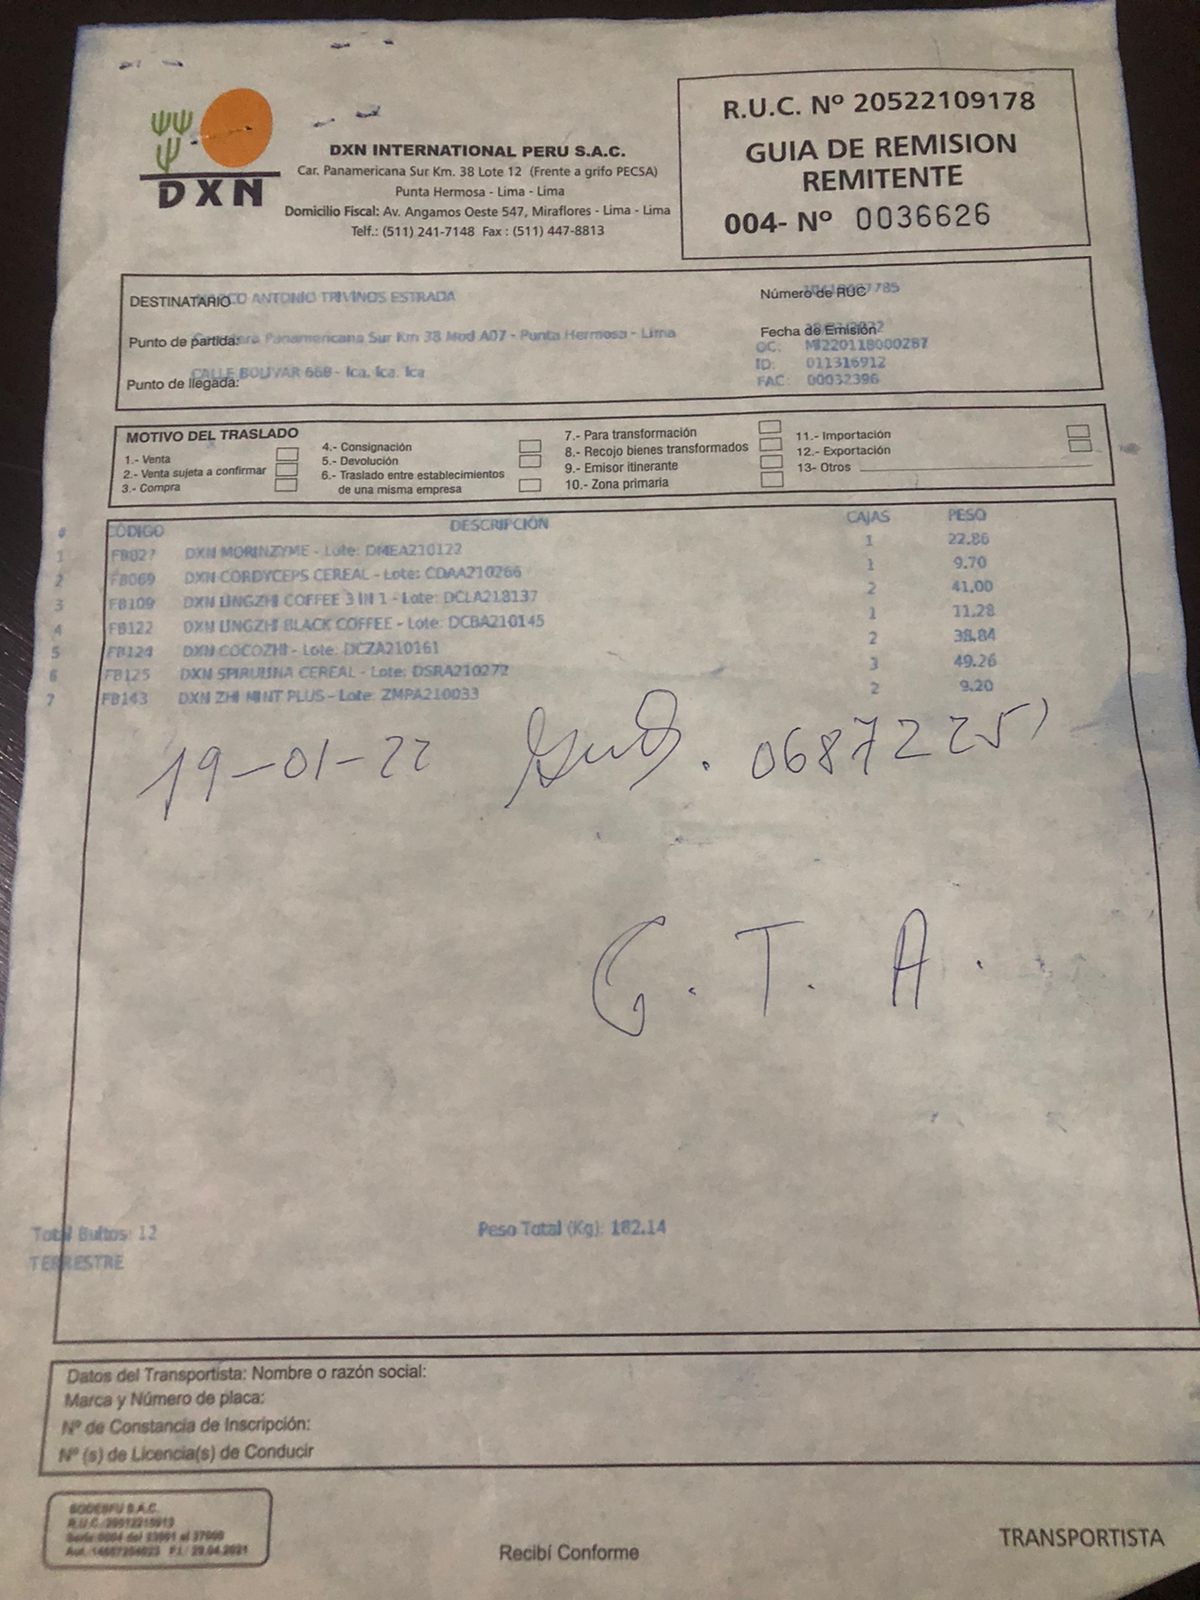 DXN
DXN INTERNATIONAL PERU S.A.C.
Car. Panamericana Sur Km. 38 Lote 12 (Frente a grifo PECSA)
Punta Hermosa - Lima - Lima
Domicilio Fiscal: Av. Angamos Oeste 547, Miraflores - Lima - Lima
Telf.: (511) 241-7148 Fax : (511) 447-8813
R.U.C. Nº 20522109178
GUIA DE REMISION
REMITENTE
004- Nº 0036626
DESTINATARIO MARCO ANTONIO TRIVINOS ESTRADA
Punto de partida: Carretera Panamericana Sur Km 38 Mod A07 - Punta Hermosa - Lima
Punto de llegada: CALLE BOLIVAR 668 - Ica. Ica. Ica
Número de RUC
Fecha de Emisión
OC: MI220118000287
ID: 011316912
FAC: 00032396
MOTIVO DEL TRASLADO
1.- Venta
2.- Venta sujeta a confirmar
3.- Compra
4.- Consignación
5.- Devolución
6.- Traslado entre establecimientos
de una misma empresa
7.- Para transformación
8.- Recojo bienes transformados
9.- Emisor itinerante
10.- Zona primaria
11.- Importación
12.- Exportación
13- Otros
# CÓDIGO DESCRIPCIÓN CAJAS PESO
1 FB027 DXN MORINZYME - Lote: DMEA210122 1 22.86
2 FB069 DXN CORDYCEPS CEREAL - Lote: CDAA210266 1 9.70
3 FB109 DXN LINGZHI COFFEE 3 IN 1 - Lote: DCLA218137 2 41.00
4 FB122 DXN LINGZHI BLACK COFFEE - Lote: DCBA210145 1 11.28
5 FB124 DXN COCOZHI - Lote: DCZA210161 2 38.84
6 FB125 DXN SPIRULINA CEREAL - Lote: DSRA210272 3 49.26
7 FB143 DXN ZHI MINT PLUS - Lote: ZMPA210033 2 9.20
19-01-22 . 06872251
G. T. A.
Total Bultos: 12
Peso Total (Kg): 182.14
TERRESTRE
Datos del Transportista: Nombre o razón social:
Marca y Número de placa:
Nº de Constancia de Inscripción:
Nº (s) de Licencia(s) de Conducir
Recibí Conforme
TRANSPORTISTA